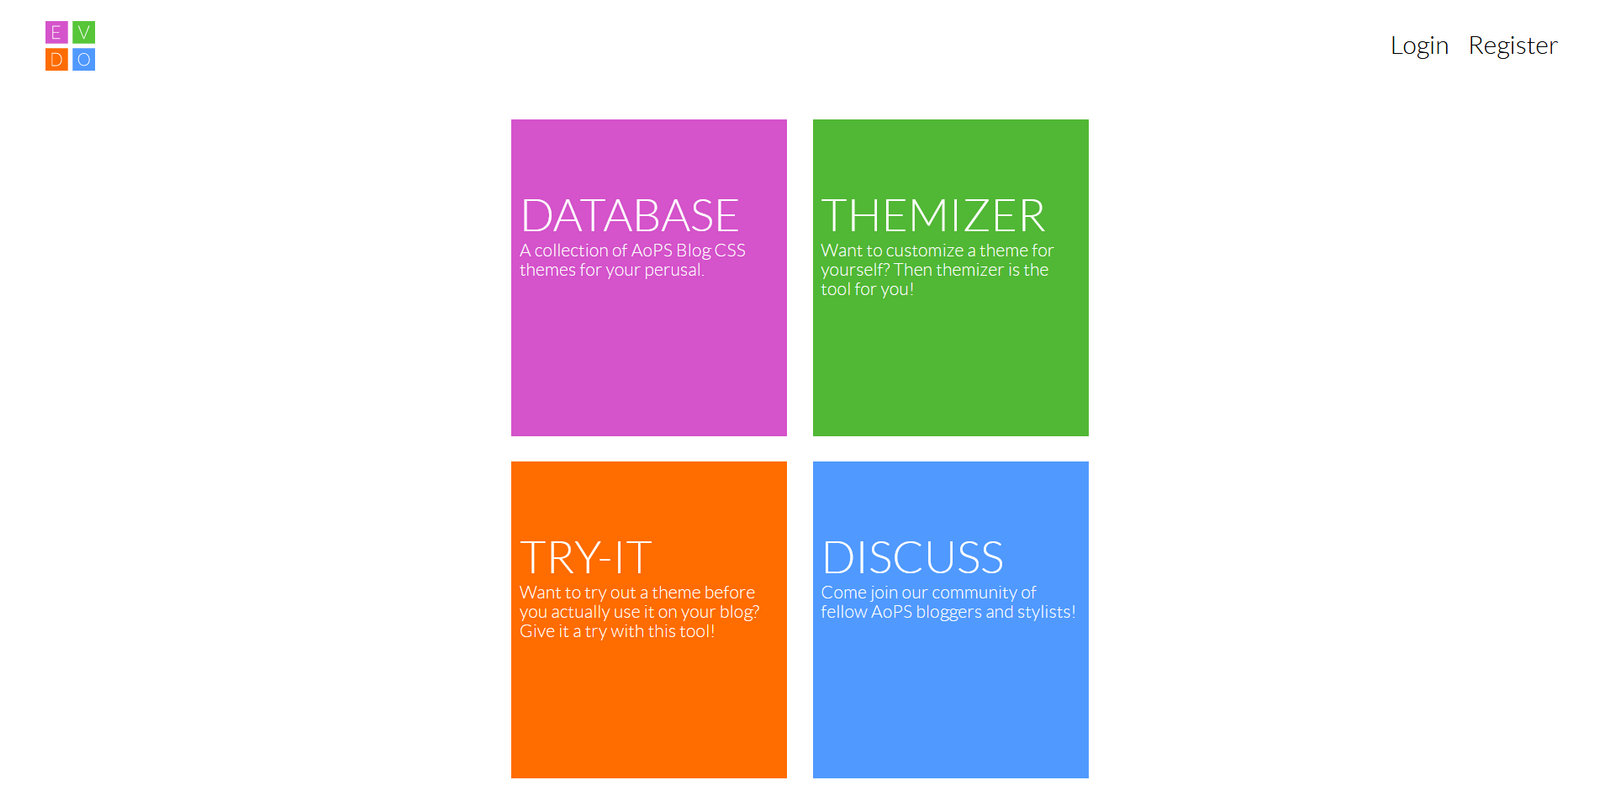 E V
D O
Login Register
DATABASE
A collection of AoPS Blog CSS
themes for your perusal.
THEMIZER
Want to customize a theme for
yourself? Then themizer is the
tool for you!
TRY-IT
Want to try out a theme before
you actually use it on your blog?
Give it a try with this tool!
DISCUSS
Come join our community of
fellow AoPS bloggers and stylists!